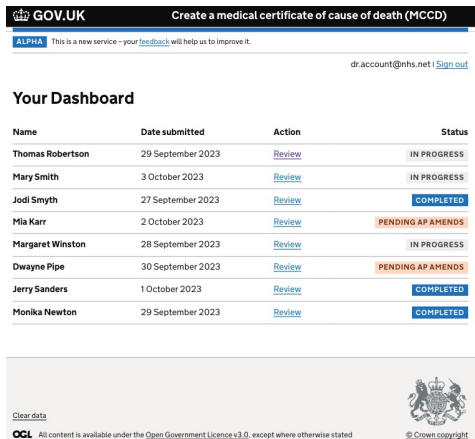 GOV.UK Create a medical certificate of cause of death (MCCD)
ALPHA This is a new service – your feedback will help us to improve it.
dr.account@nhs.net | Sign out
Your Dashboard
Name Date submitted Action Status
Thomas Robertson 29 September 2023 Review IN PROGRESS
Mary Smith 3 October 2023 Review IN PROGRESS
Jodi Smyth 27 September 2023 Review COMPLETED
Mia Karr 2 October 2023 Review PENDING AP AMENDS
Margaret Winston 28 September 2023 Review IN PROGRESS
Dwayne Pipe 30 September 2023 Review PENDING AP AMENDS
Jerry Sanders 1 October 2023 Review COMPLETED
Monika Newton 29 September 2023 Review COMPLETED
Clear data
OGL All content is available under the Open Government Licence v3.0, except where otherwise stated © Crown copyright